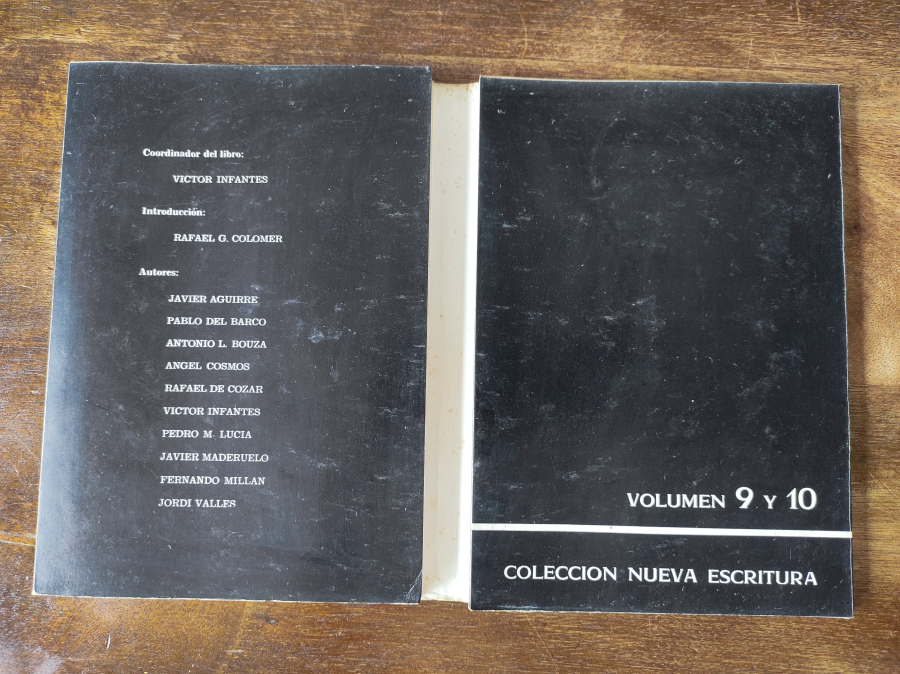 Coordinador del libro:
VICTOR INFANTES
Introducción:
RAFAEL G. COLOMER
Autores:
JAVIER AGUIRRE
PABLO DEL BARCO
ANTONIO L. BOUZA
ANGEL COSMOS
RAFAEL DE COZAR
VICTOR INFANTES
PEDRO M. LUCIA
JAVIER MADERUELO
FERNANDO MILLAN
JORDI VALLES
VOLUMEN 9 Y 10
COLECCION NUEVA ESCRITURA